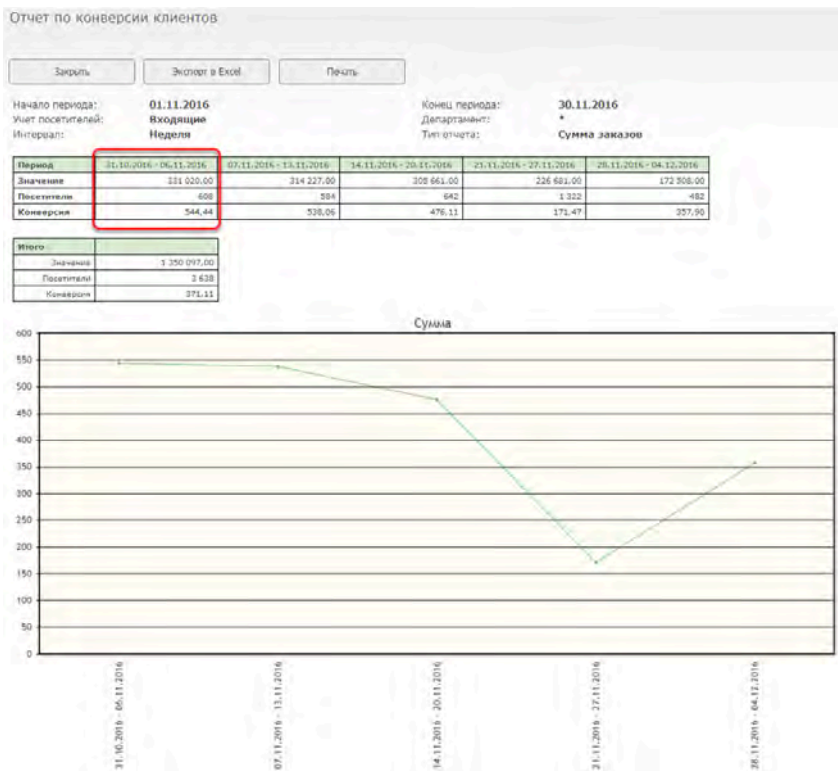 Отчет по конверсии клиентов
Закрыть Экспорт в Excel Печать
Начало периода: 01.11.2016 Конец периода: 30.11.2016
Учет посетителей: Входящие Департамент: *
Интервал: Неделя Тип отчета: Сумма заказов
Период 31.10.2016 - 06.11.2016 07.11.2016 - 13.11.2016 14.11.2016 - 20.11.2016 21.11.2016 - 27.11.2016 28.11.2016 - 04.12.2016
Значение 331 020,00 314 227,00 305 661,00 226 681,00 172 508,00
Посетители 608 584 642 1 322 482
Конверсия 544,44 538,06 476,11 171,47 357,90
Итого
Значение 1 350 097,00
Посетители 3 638
Конверсия 371,11
Сумма
600
550
500
450
400
350
300
250
200
150
100
50
0
31.10.2016 - 06.11.2016 07.11.2016 - 13.11.2016 14.11.2016 - 20.11.2016 21.11.2016 - 27.11.2016 28.11.2016 - 04.12.2016